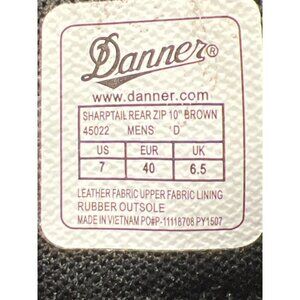 Danner®
www.danner.com
SHARPTAIL REAR ZIP 10" BROWN
45022 MENS 'D'
US EUR UK
7 40 6.5
LEATHER FABRIC UPPER FABRIC LINING
RUBBER OUTSOLE
MADE IN VIETNAM PO#P-11118708 PY1507